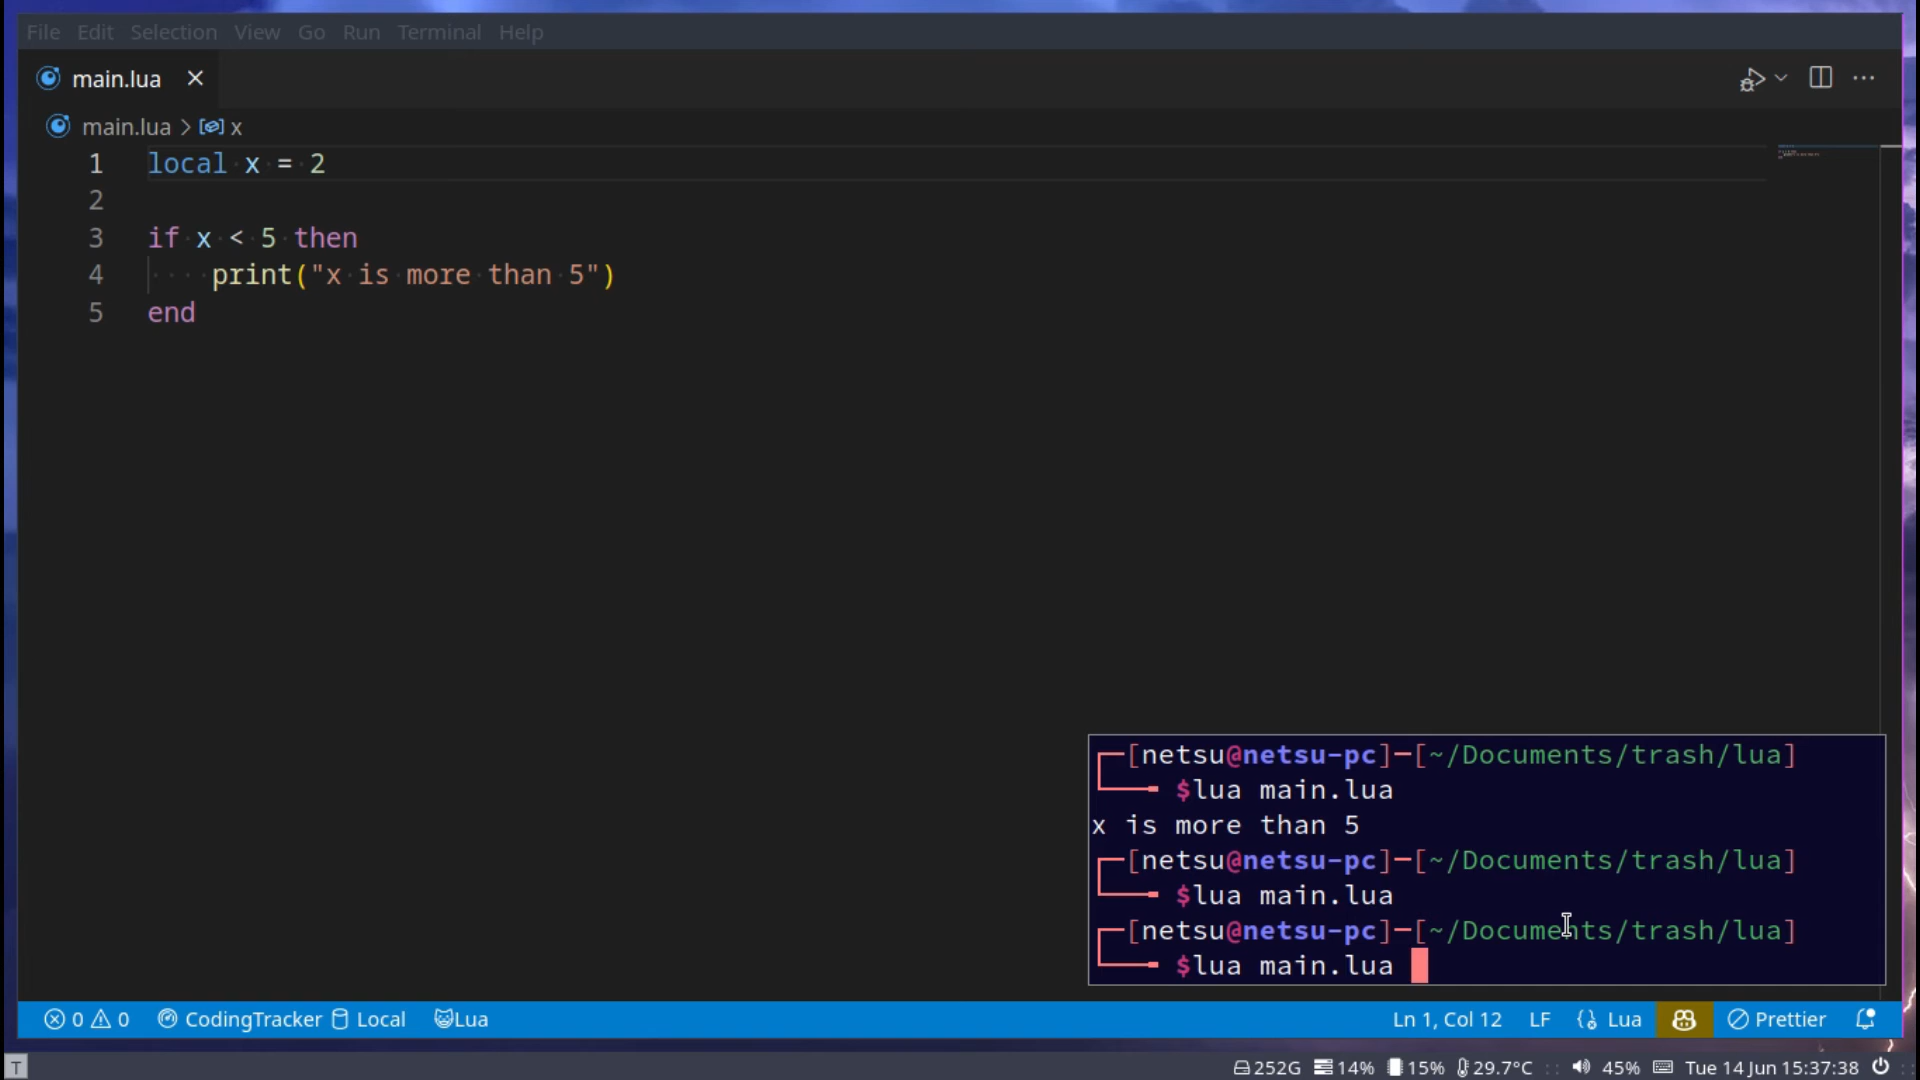 File Edit Selection View Go Run Terminal Help
main.lua
main.lua > x
1 local x = 2
2
3 if x < 5 then
4 print("x is more than 5")
5 end
[netsu@netsu-pc]-[~/Documents/trash/lua]
$lua main.lua
x is more than 5
[netsu@netsu-pc]-[~/Documents/trash/lua]
$lua main.lua
[netsu@netsu-pc]-[~/Documents/trash/lua]
$lua main.lua
0 0 CodingTracker Local Lua Ln 1, Col 12 LF Lua Prettier
T 252G 14% 15% 29.7°C 45% Tue 14 Jun 15:37:38